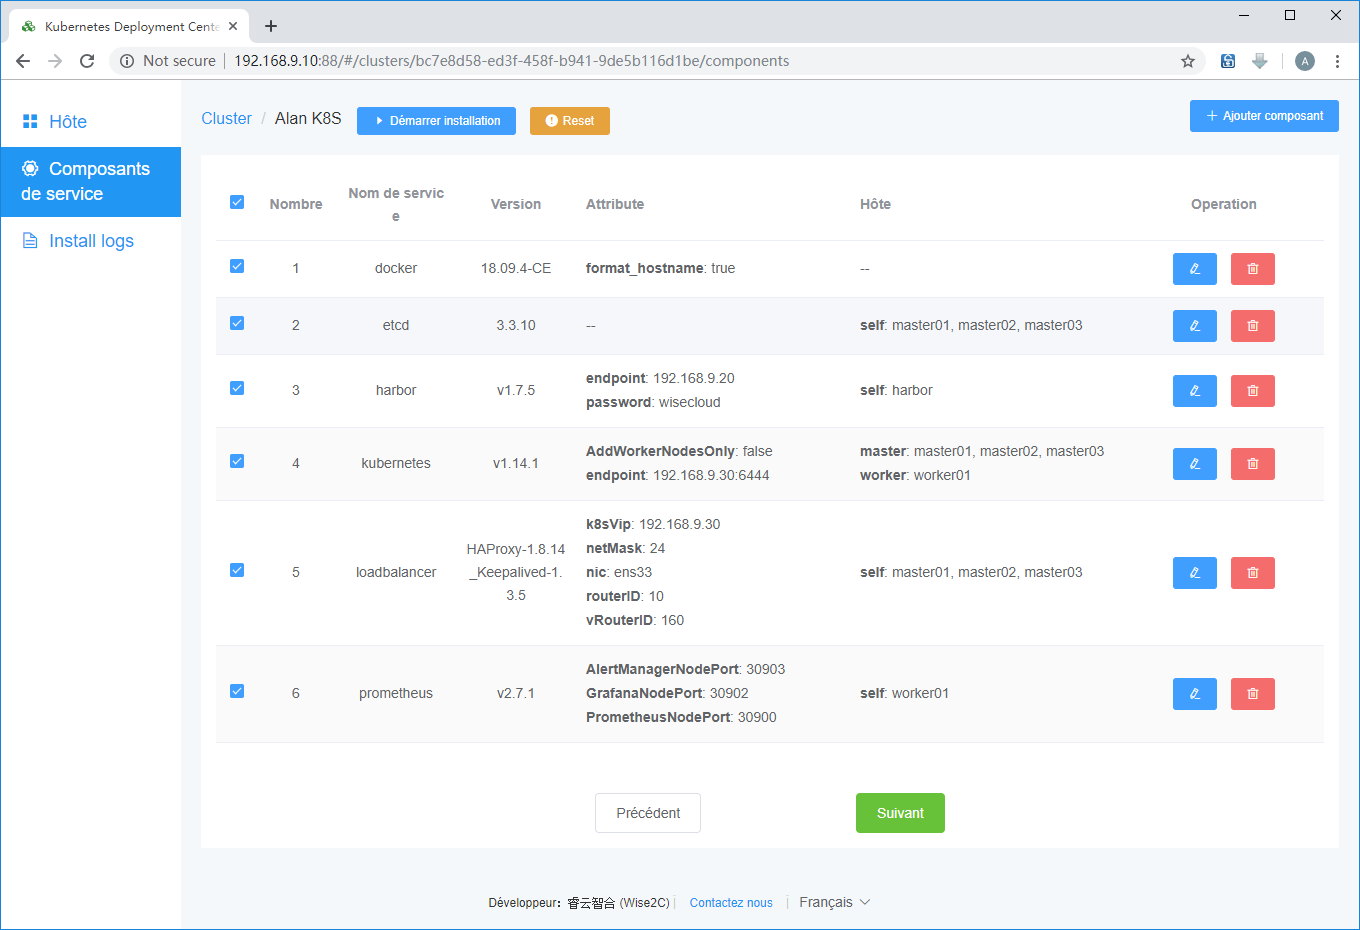 Kubernetes Deployment Cente
Not secure
192.168.9.10:88/#/clusters/bc7e8d58-ed3f-458f-b941-9de5b116d1be/components
A
Hôte
Composants
de service
Install logs
Cluster / Alan K8S
Démarrer installation
Reset
Ajouter composant
Nombre
Nom de servic
e
Version
Attribute
Hôte
Operation
1
docker
18.09.4-CE
format_hostname: true
--
2
etcd
3.3.10
--
self: master01, master02, master03
3
harbor
v1.7.5
endpoint: 192.168.9.20
password: wisecloud
self: harbor
4
kubernetes
v1.14.1
AddWorkerNodesOnly: false
endpoint: 192.168.9.30:6444
master: master01, master02, master03
worker: worker01
5
loadbalancer
HAProxy-1.8.14
_Keepalived-1.
3.5
k8sVip: 192.168.9.30
netMask: 24
nic: ens33
routerID: 10
vRouterID: 160
self: master01, master02, master03
6
prometheus
v2.7.1
AlertManagerNodePort: 30903
GrafanaNodePort: 30902
PrometheusNodePort: 30900
self: worker01
Précédent
Suivant
Développeur: 睿云智合 (Wise2C)
Contactez nous
Français